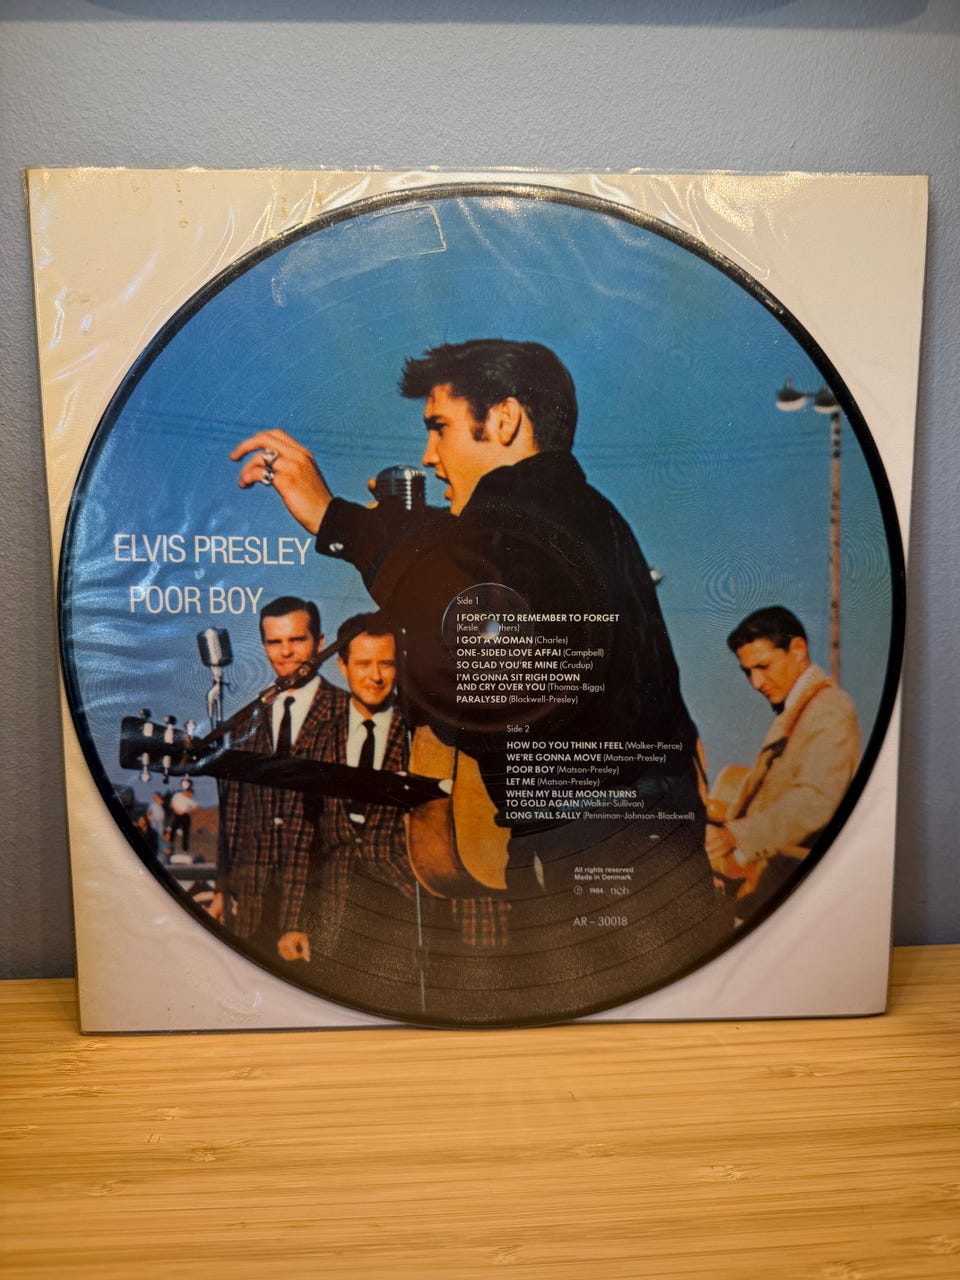 ELVIS PRESLEY
POOR BOY
Side 1
I FORGOT TO REMEMBER TO FORGET
I GOT A WOMAN (Charles)
ONE-SIDED LOVE AFFAI (Campbell)
SO GLAD YOU'RE MINE (Crudup)
I'M GONNA SIT RIGH DOWN
AND CRY OVER YOU (Thomas-Biggs)
PARALYSED (Blackwell-Presley)
Side 2
HOW DO YOU THINK I FEEL (Walker-Pierce)
WE'RE GONNA MOVE (Matson-Presley)
POOR BOY (Matson-Presley)
LET ME (Matson-Presley)
WHEN MY BLUE MOON TURNS
TO GOLD AGAIN (Walker-Sullivan)
LONG TALL SALLY (Penniman-Johnson-Blackwell)
All rights reserved
Made in Denmark
Ⓟ 1984 ncb
AR – 30018